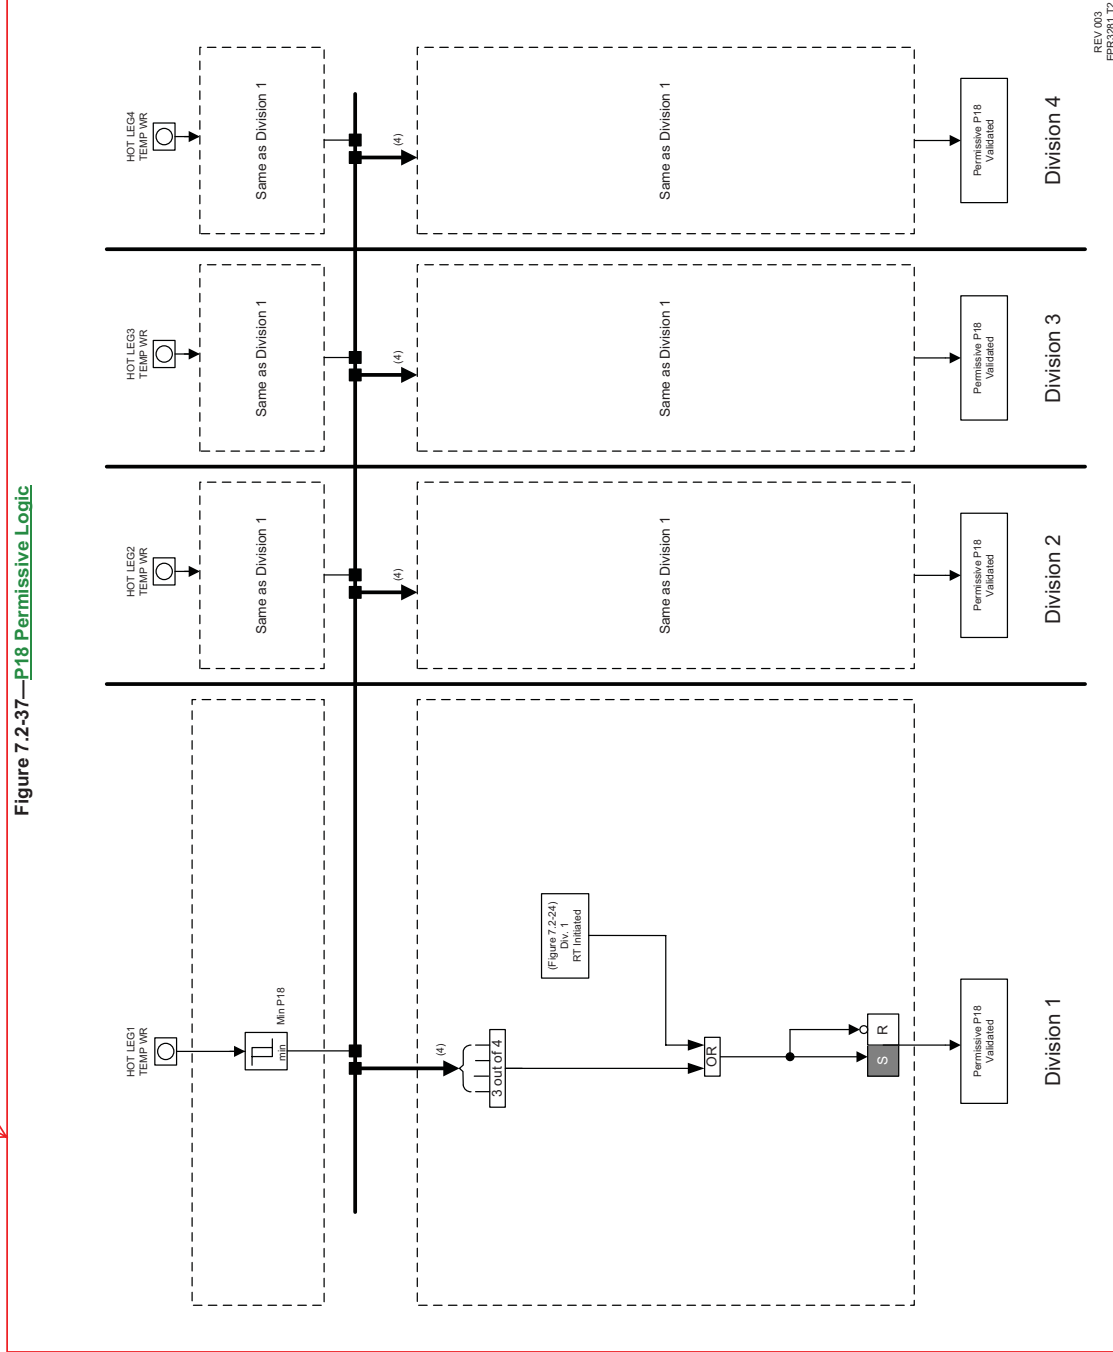 Figure 7.2-37—P18 Permissive Logic
HOT LEG1
TEMP WR
min
Min P18
(4)
3 out of 4
(Figure 7.2-24)
Div. 1
RT Initiated
OR
S
R
Permissive P18
Validated
Division 1
HOT LEG2
TEMP WR
Same as Division 1
(4)
Same as Division 1
Permissive P18
Validated
Division 2
HOT LEG3
TEMP WR
Same as Division 1
(4)
Same as Division 1
Permissive P18
Validated
Division 3
HOT LEG4
TEMP WR
Same as Division 1
(4)
Same as Division 1
Permissive P18
Validated
Division 4
REV 003
EPR3281 T2